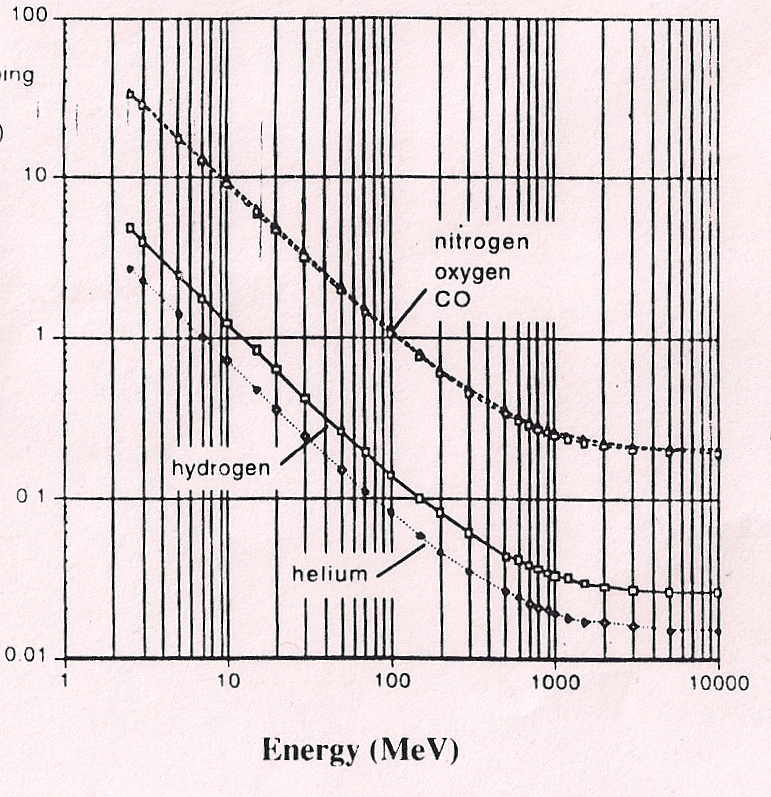 100
10
1
0.1
0.01
nitrogen
oxygen
CO
hydrogen
helium
1 10 100 1000 10000
Energy (MeV)